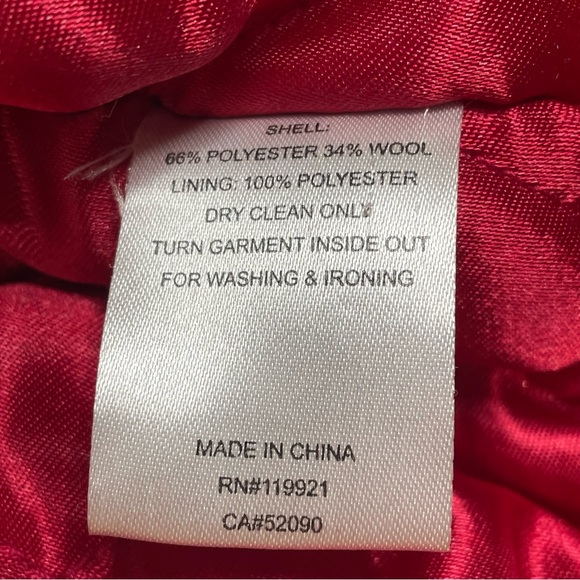 SHELL:
66% POLYESTER 34% WOOL
LINING: 100% POLYESTER
DRY CLEAN ONLY
TURN GARMENT INSIDE OUT
FOR WASHING & IRONING
MADE IN CHINA
RN#119921
CA#52090